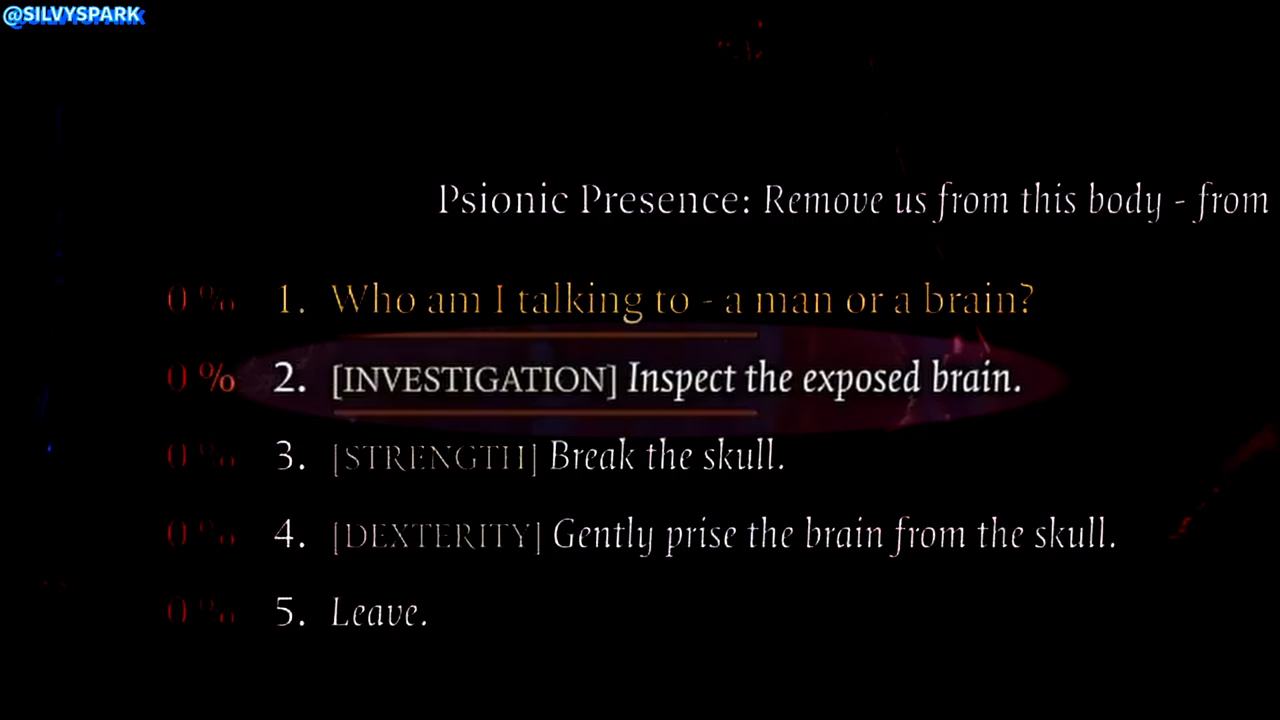 @SILVYSPARK
Psionic Presence: Remove us from this body - from
0 % 1. Who am I talking to - a man or a brain?
0 % 2. [INVESTIGATION] Inspect the exposed brain.
0 % 3. [STRENGTH] Break the skull.
0 % 4. [DEXTERITY] Gently prise the brain from the skull.
0 % 5. Leave.